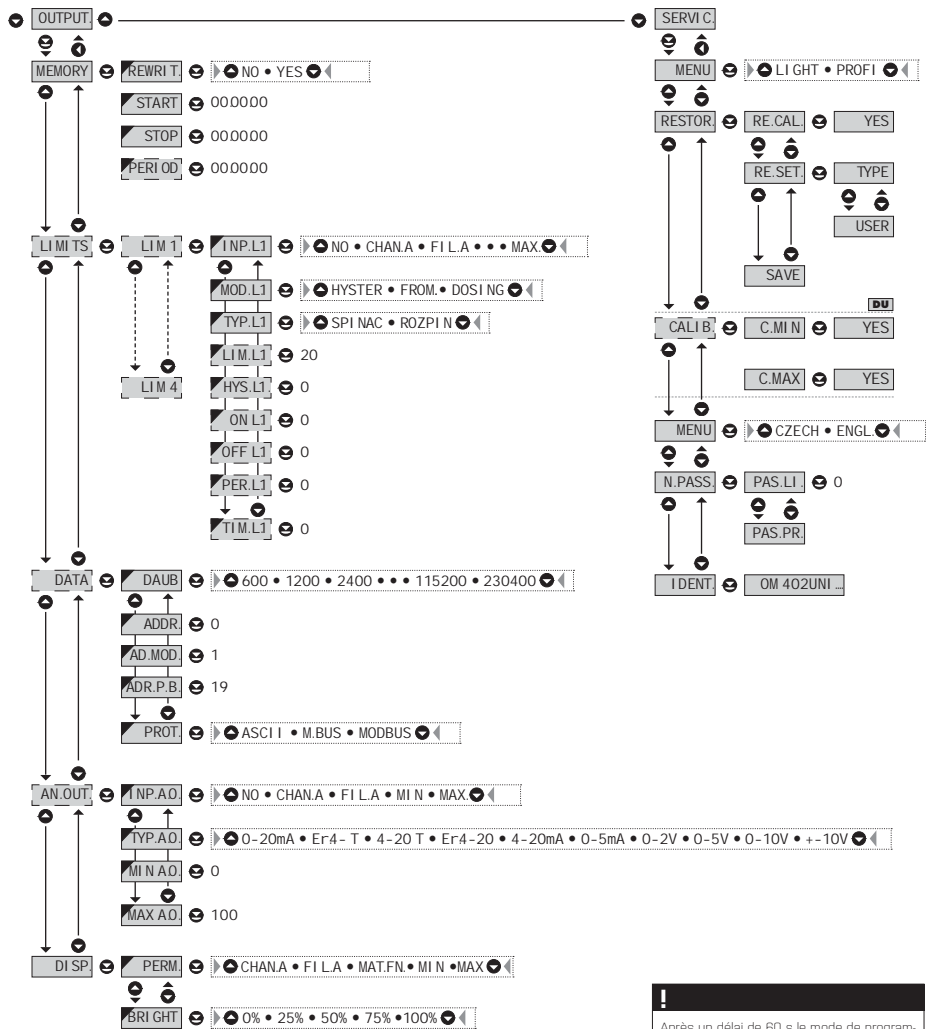 OUTPUT.
MEMORY REWRIT. NO • YES
START 000000
STOP 000000
PERIOD 000000
LIMITS LIM 1 INP.L1 NO • CHAN.A • FIL.A • • • MAX.
MOD.L1 HYSTER • FROM. • DOSING
TYP.L1 SPINAC • ROZPIN
LIM.L1 20
LIM 4 HYS.L1 0
ON L1 0
OFF L1 0
PER.L1 0
TIM.L1 0
DATA DAUB 600 • 1200 • 2400 • • • 115200 • 230400
ADDR. 0
AD.MOD. 1
ADR.P.B. 19
PROT. ASCII • M.BUS • MODBUS
AN.OUT. INP.A.O. NO • CHAN.A • FIL.A • MIN • MAX.
TYP.A.O. 0-20mA • Er4- T • 4-20 T • Er4-20 • 4-20mA • 0-5mA • 0-2V • 0-5V • 0-10V • +-10V
MIN A.O. 0
MAX A.O. 100
DISP. PERM. CHAN.A • FIL.A • MAT.FN. • MIN •MAX
BRIGHT 0% • 25% • 50% • 75% •100%
SERVIC.
MENU LIGHT • PROFI
RESTOR. RE.CAL. YES
RE.SET. TYPE
USER
SAVE
DU
CALIB. C.MIN YES
C.MAX YES
MENU CZECH • ENGL.
N.PASS. PAS.LI. 0
PAS.PR.
IDENT. OM 402UNI ...
!
Après un délai de 60 s le mode de program-